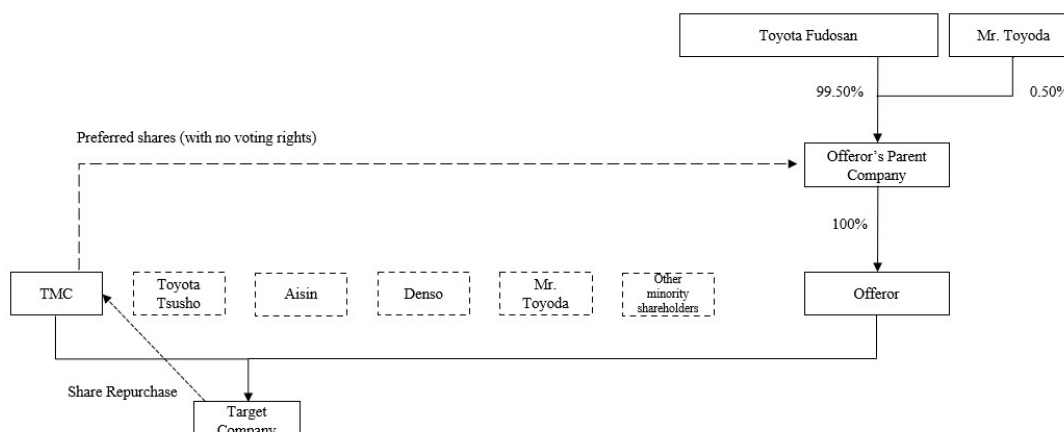 Toyota Fudosan
Mr. Toyoda
99.50%
0.50%
Preferred shares (with no voting rights)
Offeror's Parent
Company
100%
TMC
Toyota
Tsusho
Aisin
Denso
Mr.
Toyoda
Other
minority
shareholders
Offeror
Share Repurchase
Target
Company